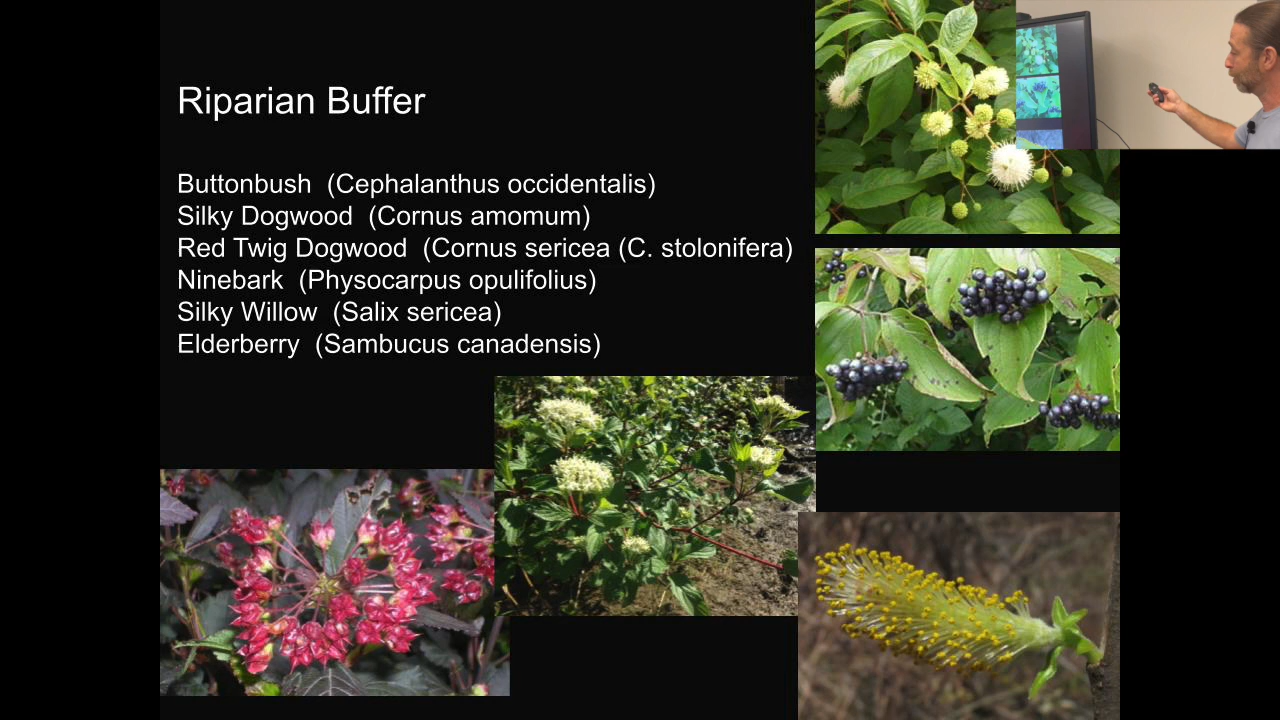 Riparian Buffer
Buttonbush (Cephalanthus occidentalis)
Silky Dogwood (Cornus amomum)
Red Twig Dogwood (Cornus sericea (C. stolonifera)
Ninebark (Physocarpus opulifolius)
Silky Willow (Salix sericea)
Elderberry (Sambucus canadensis)